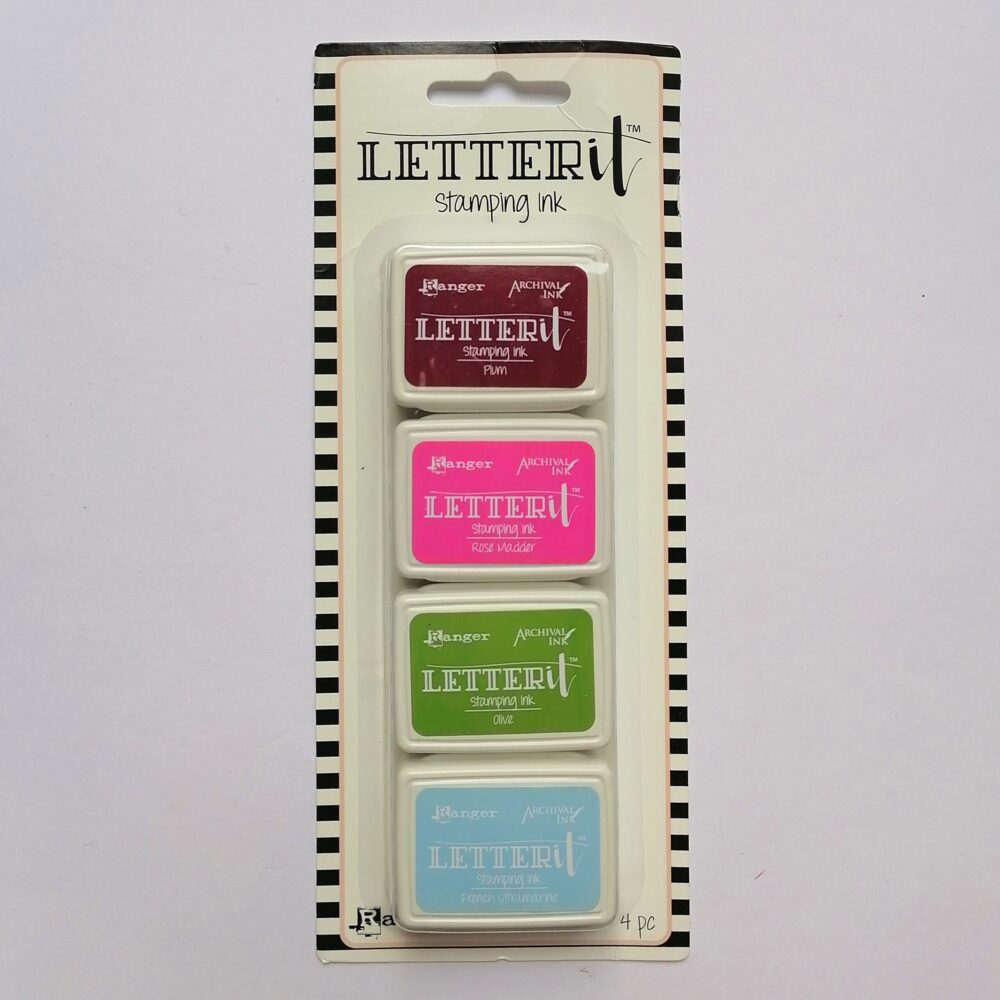 LETTERit™
Stamping Ink
Ranger ARCHIVAL INK
LETTERit™
Stamping Ink
Plum
Ranger ARCHIVAL INK
LETTERit™
Stamping Ink
Rose Madder
Ranger ARCHIVAL INK
LETTERit™
Stamping Ink
Olive
Ranger ARCHIVAL INK
LETTERit™
Stamping Ink
French Ultramarine
Ra
4 pc